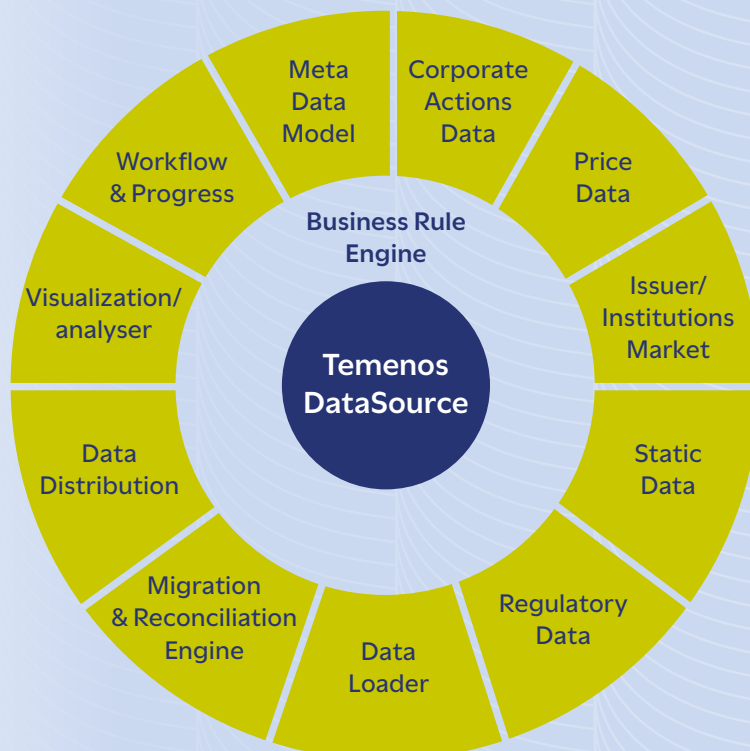 Meta
Data
Model
Corporate
Actions
Data
Price
Data
Issuer/
Institutions
Market
Static
Data
Regulatory
Data
Data
Loader
Migration
& Reconciliation
Engine
Data
Distribution
Visualization/
analyser
Workflow
& Progress
Business Rule
Engine
Temenos
DataSource